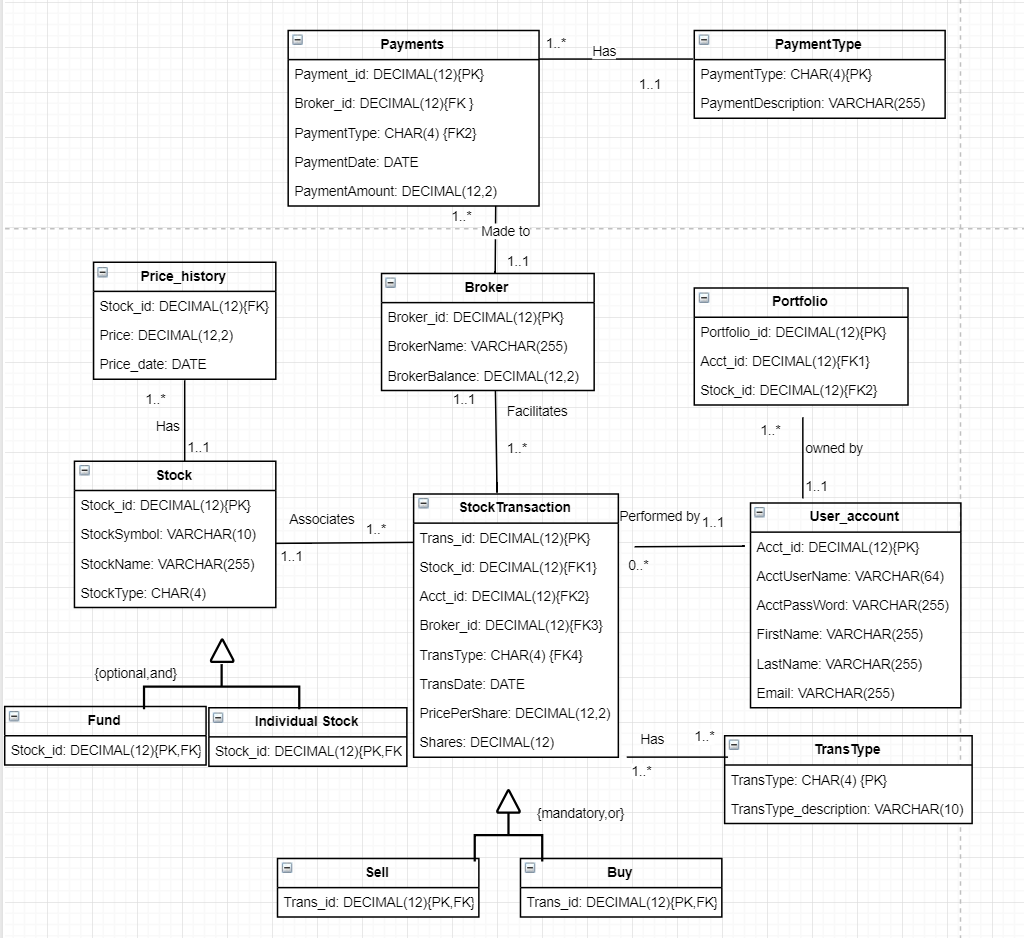 Payments
Payment_id: DECIMAL(12){PK}
Broker_id: DECIMAL(12){FK }
PaymentType: CHAR(4) {FK2}
PaymentDate: DATE
PaymentAmount: DECIMAL(12,2)
1..*
Has
1..1
PaymentType
PaymentType: CHAR(4){PK}
PaymentDescription: VARCHAR(255)
1..*
Made to
1..1
Price_history
Stock_id: DECIMAL(12){FK}
Price: DECIMAL(12,2)
Price_date: DATE
Broker
Broker_id: DECIMAL(12){PK}
BrokerName: VARCHAR(255)
BrokerBalance: DECIMAL(12,2)
Portfolio
Portfolio_id: DECIMAL(12){PK}
Acct_id: DECIMAL(12){FK1}
Stock_id: DECIMAL(12){FK2}
1..*
Has
1..1
1..1
Facilitates
1..*
1..*
owned by
1..1
Stock
Stock_id: DECIMAL(12){PK}
StockSymbol: VARCHAR(10)
StockName: VARCHAR(255)
StockType: CHAR(4)
Associates
1..*
1..1
StockTransaction
Trans_id: DECIMAL(12){PK}
Stock_id: DECIMAL(12){FK1}
Acct_id: DECIMAL(12){FK2}
Broker_id: DECIMAL(12){FK3}
TransType: CHAR(4) {FK4}
TransDate: DATE
PricePerShare: DECIMAL(12,2)
Shares: DECIMAL(12)
Performed by
1..1
0..*
User_account
Acct_id: DECIMAL(12){PK}
AcctUserName: VARCHAR(64)
AcctPassWord: VARCHAR(255)
FirstName: VARCHAR(255)
LastName: VARCHAR(255)
Email: VARCHAR(255)
{optional,and}
Fund
Stock_id: DECIMAL(12){PK,FK}
Individual Stock
Stock_id: DECIMAL(12){PK,FK
Has
1..*
1..*
TransType
TransType: CHAR(4) {PK}
TransType_description: VARCHAR(10)
{mandatory,or}
Sell
Trans_id: DECIMAL(12){PK,FK}
Buy
Trans_id: DECIMAL(12){PK,FK}